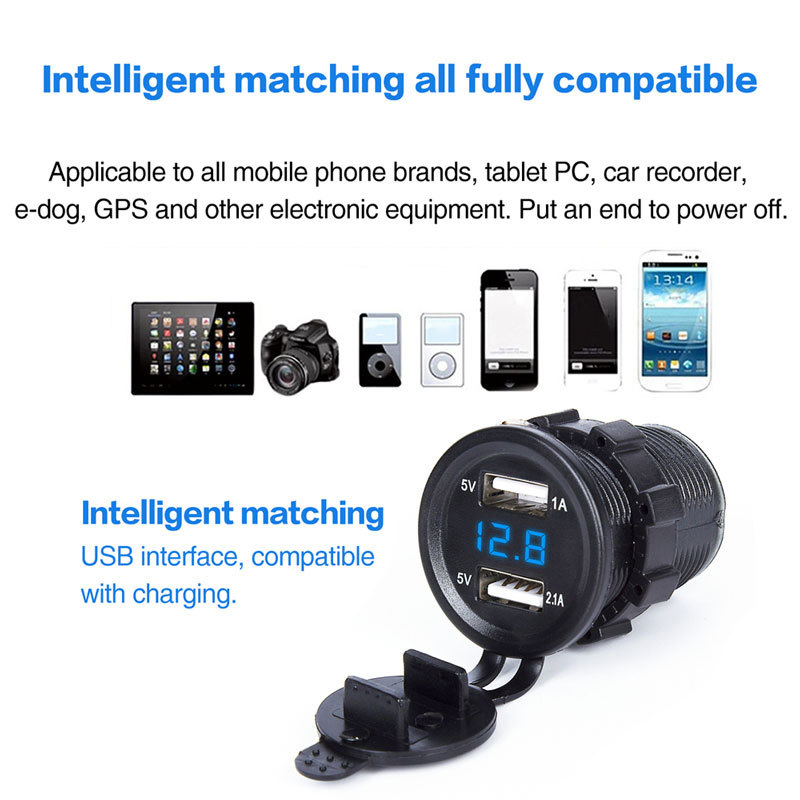 Intelligent matching all fully compatible
Applicable to all mobile phone brands, tablet PC, car recorder,
e-dog, GPS and other electronic equipment. Put an end to power off.
13:14
Intelligent matching
USB interface, compatible
with charging.
5V
1A
12.8
5V
2.1A